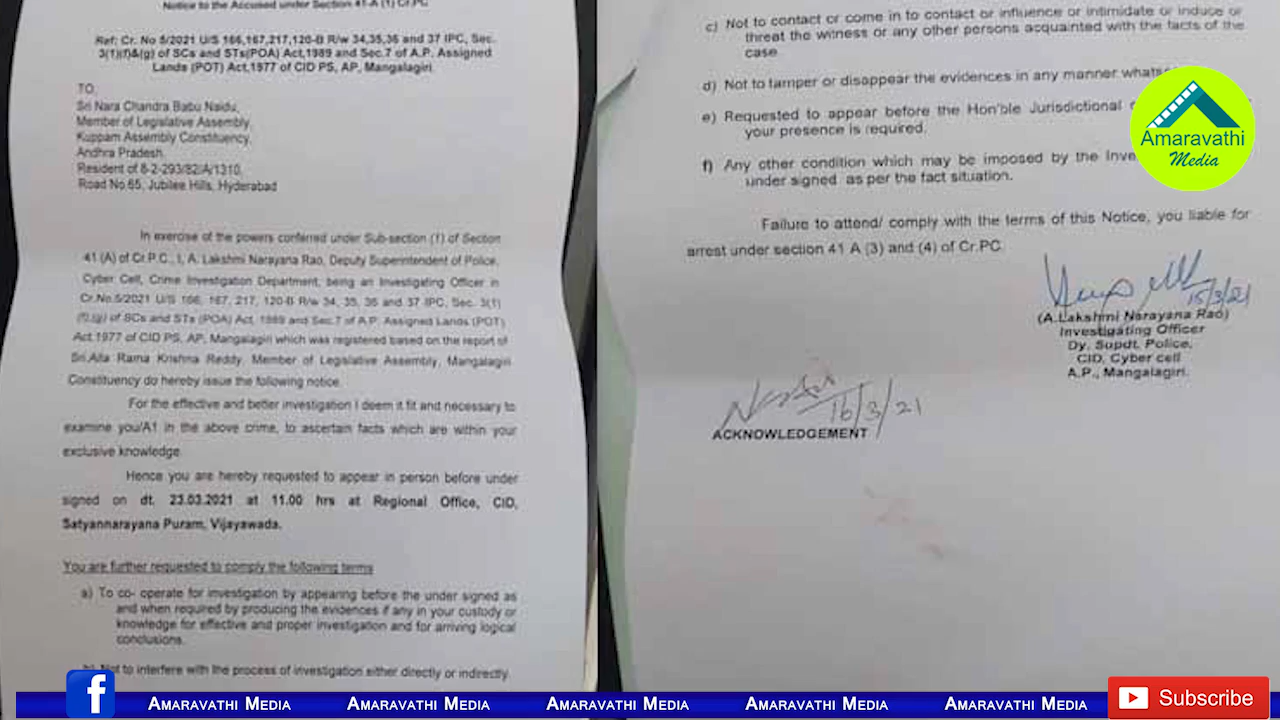 Notice to the Accused under Section 41-A (1) Cr.PC
Ref: Cr. No 5/2021 U/S 166,167,217,120-B R/w 34,35,36 and 37 IPC, Sec.
3(1)(f)&(g) of SCs and STs(POA) Act,1989 and Sec.7 of A.P. Assigned
Lands (POT) Act,1977 of CID PS, AP, Mangalagiri.
TO,
Sri Nara Chandra Babu Naidu,
Member of Legislative Assembly,
Kuppam Assembly Constituency,
Andhra Pradesh.
Resident of 8-2-293/82/A/1310,
Road No.65, Jubilee Hills, Hyderabad
In exercise of the powers conferred under Sub-section (1) of Section
41 (A) of Cr.P.C., I, A. Lakshmi Narayana Rao, Deputy Superintendent of Police,
Cyber Cell, Crime Investigation Department, being an Investigating Officer in
Cr.No.5/2021 U/S 166, 167, 217, 120-B R/w 34, 35, 36 and 37 IPC, Sec. 3(1)
(f),(g) of SCs and STs (POA) Act, 1989 and Sec.7 of A.P. Assigned Lands (POT)
Act.1977 of CID PS, AP, Mangalagiri which was registered based on the report of
Sri.Alla Rama Krishna Reddy, Member of Legislative Assembly, Mangalagiri
Constituency do hereby issue the following notice.
For the effective and better investigation I deem it fit and necessary to
examine you/A1 in the above crime, to ascertain facts which are within your
exclusive knowledge.
Hence you are hereby requested to appear in person before under
signed on dt. 23.03.2021 at 11.00 hrs at Regional Office, CID,
Satyannarayana Puram, Vijayawada.
You are further requested to comply the following terms
a) To co- operate for investigation by appearing before the under signed as
and when required by producing the evidences if any in your custody or
knowledge for effective and proper investigation and for arriving logical
conclusions.
b) Not to interfere with the process of investigation either directly or indirectly.
c) Not to contact or come in to contact or influence or intimidate or induce or
threat the witness or any other persons acquainted with the facts of the
case
d) Not to tamper or disappear the evidences in any manner
e) Requested to appear before the Hon'ble Jurisdictional
your presence is required.
f) Any other condition which may be imposed by the
under signed as per the fact situation.
Failure to attend/ comply with the terms of this Notice, you liable for
arrest under section 41 A (3) and (4) of Cr.PC
15/3/21
(A.Lakshmi Narayana Rao)
Investigating Officer
Dy. Supdt. Police,
CID, Cyber cell
A.P., Mangalagiri.
16/3/21
ACKNOWLEDGEMENT
Amaravathi
Media
f AMARAVATHI MEDIA AMARAVATHI MEDIA AMARAVATHI MEDIA AMARAVATHI MEDIA AMARAVATHI MEDIA
Subscribe